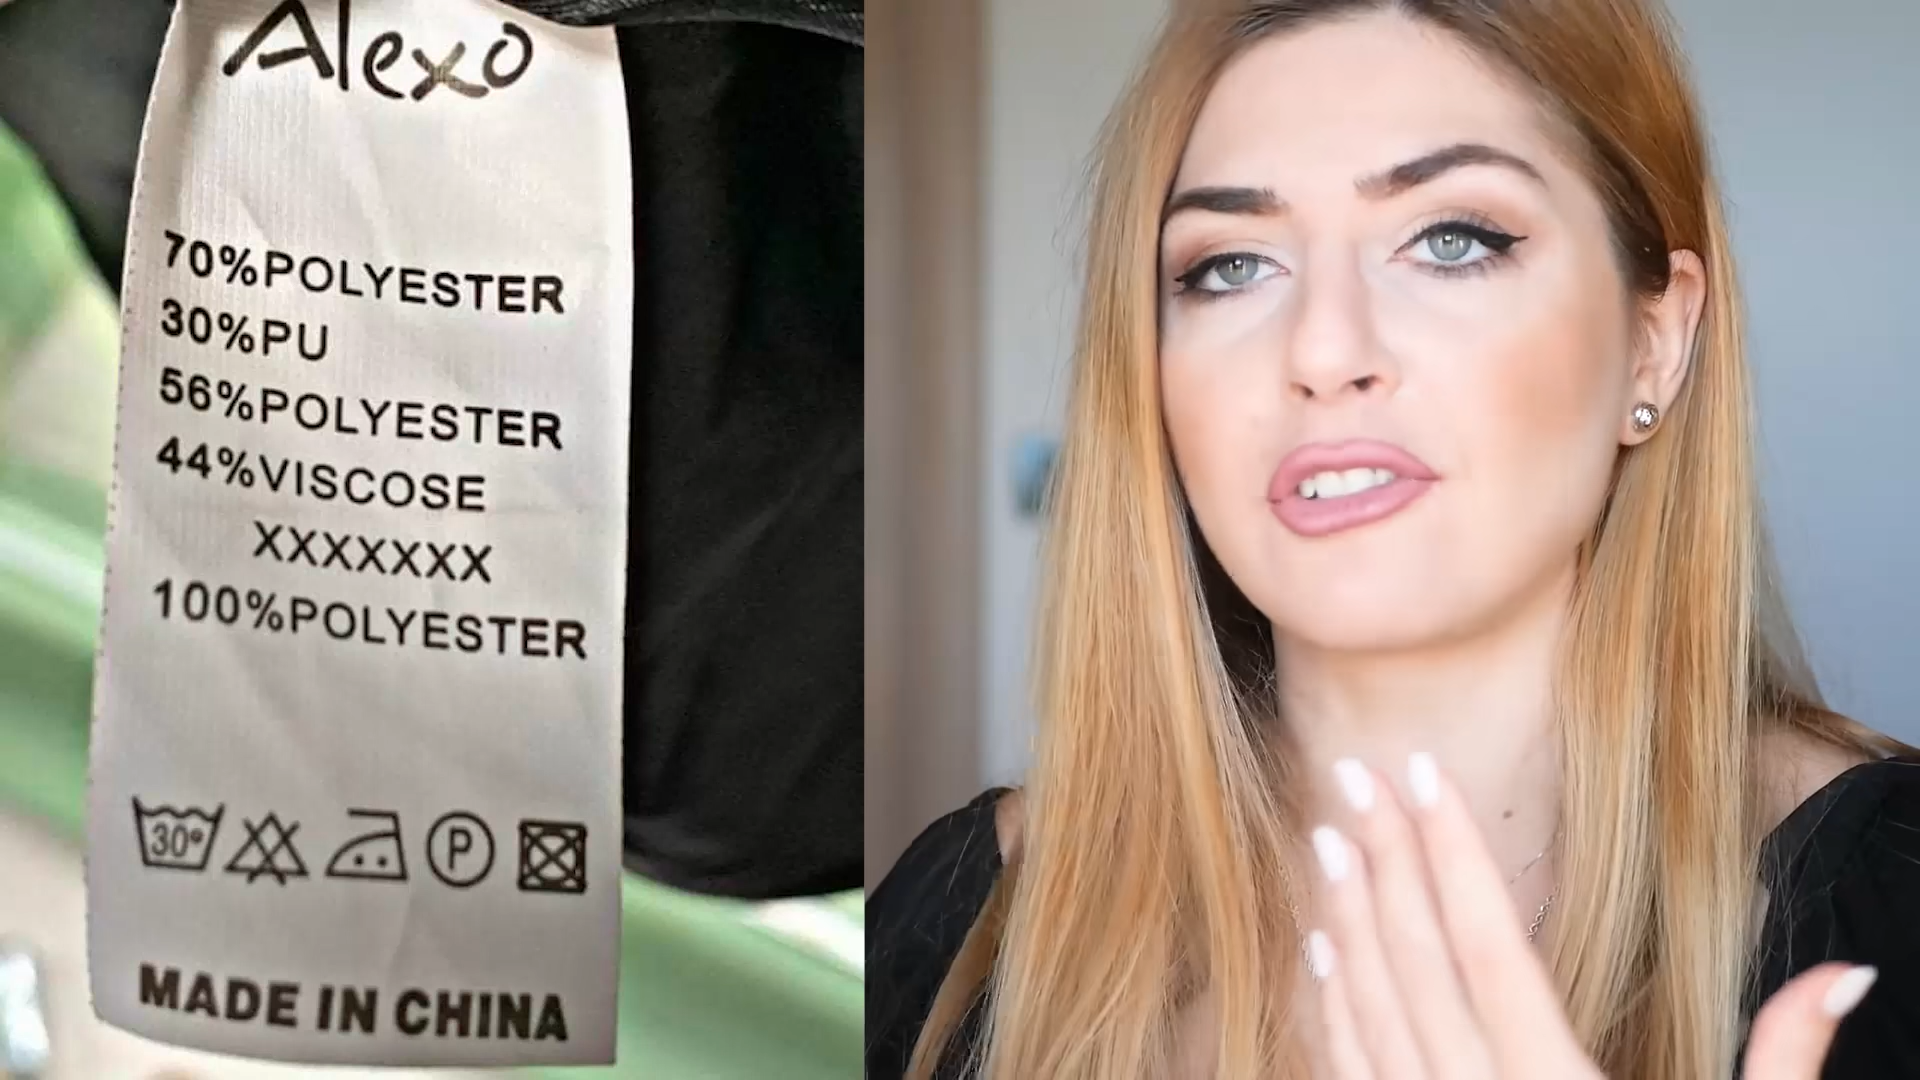 Alexo
70%POLYESTER
30%PU
56%POLYESTER
44%VISCOSE
XXXXXXX
100%POLYESTER
30° P
MADE IN CHINA